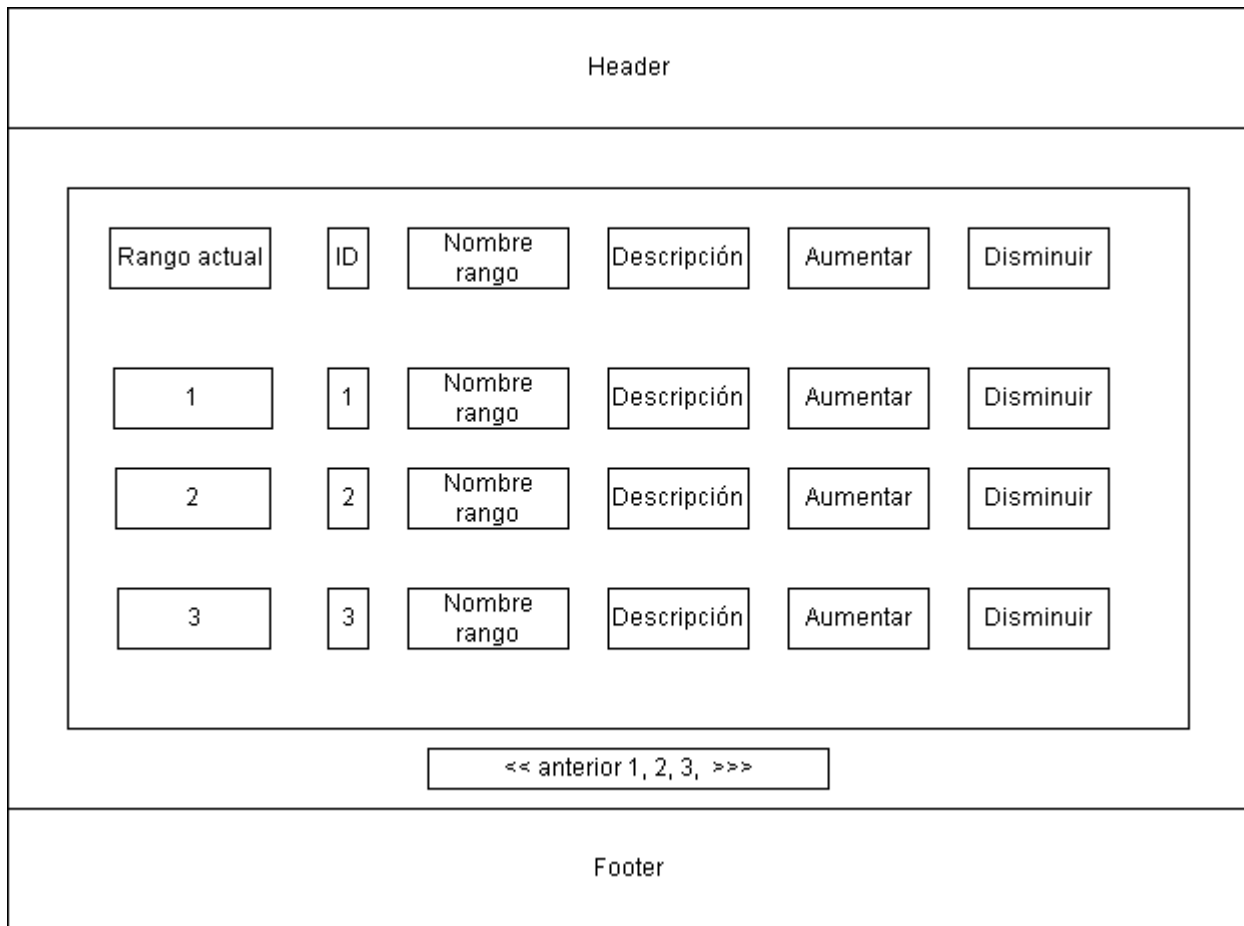 Header
Rango actual
ID
Nombre
rango
Descripción
Aumentar
Disminuir
1
1
Nombre
rango
Descripción
Aumentar
Disminuir
2
2
Nombre
rango
Descripción
Aumentar
Disminuir
3
3
Nombre
rango
Descripción
Aumentar
Disminuir
<< anterior 1, 2, 3, >>>
Footer